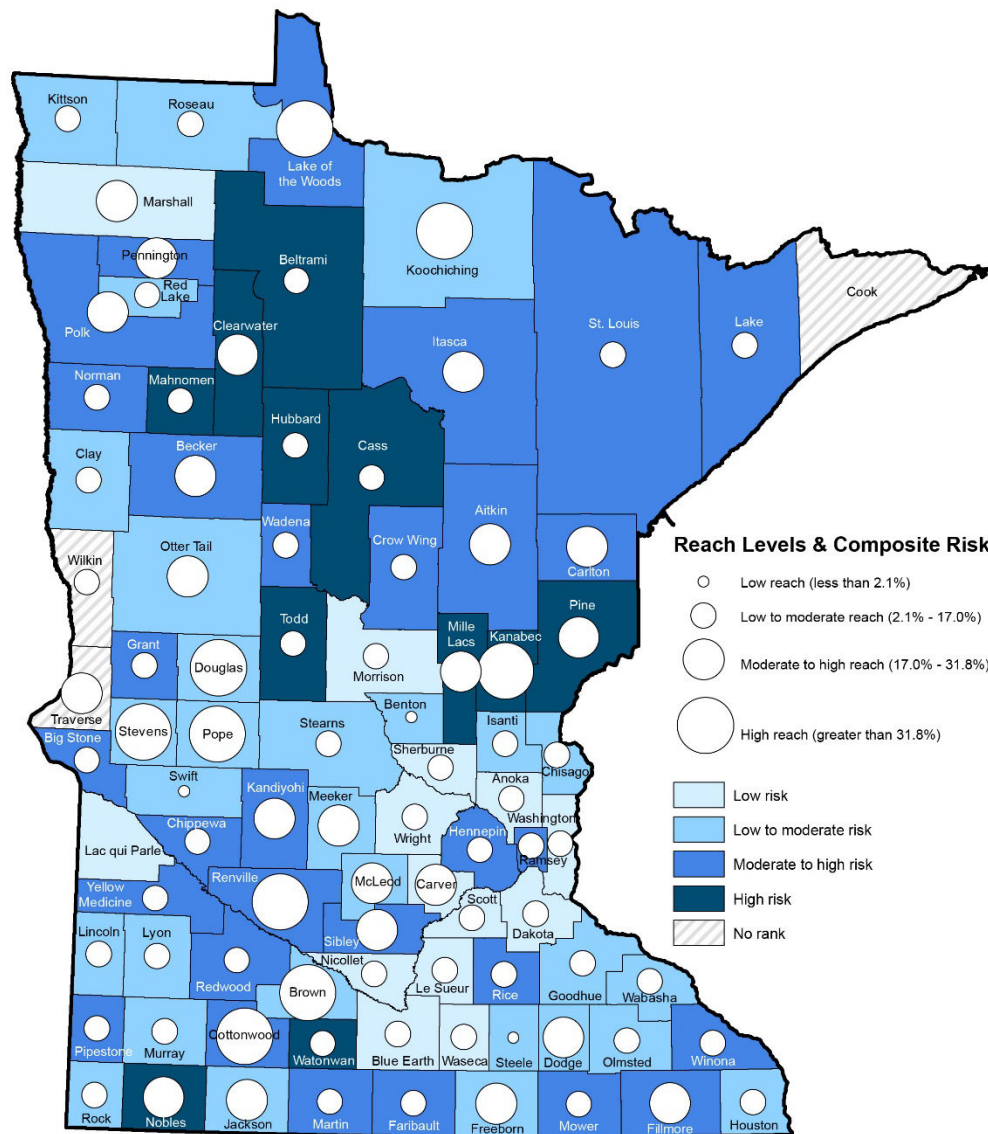 Kittson
Roseau
Lake of
the Woods
Marshall
Koochiching
Beltrami
Pennington
Red
Lake
Cook
Polk
Clearwater
St. Louis
Lake
Itasca
Norman
Mahnomen
Hubbard
Cass
Clay
Becker
Aitkin
Wadena
Crow Wing
Otter Tail
Wilkin
Carlton
Pine
Todd
Mille
Lacs
Kanabec
Grant
Douglas
Morrison
Traverse
Benton
Isanti
Big Stone
Stevens
Pope
Stearns
Sherburne
Chisago
Swift
Kandiyohi
Meeker
Anoka
Washington
Chippewa
Wright
Hennepin
Lac qui Parle
Ramsey
Renville
McLeod
Carver
Yellow
Medicine
Scott
Dakota
Sibley
Lincoln
Lyon
Nicollet
Redwood
Le Sueur
Rice
Goodhue
Wabasha
Brown
Pipestone
Murray
Cottonwood
Watonwan
Blue Earth
Waseca
Steele
Dodge
Olmsted
Winona
Rock
Nobles
Jackson
Martin
Faribault
Freeborn
Mower
Fillmore
Houston
Reach Levels & Composite Risk
Low reach (less than 2.1%)
Low to moderate reach (2.1% - 17.0%)
Moderate to high reach (17.0% - 31.8%)
High reach (greater than 31.8%)
Low risk
Low to moderate risk
Moderate to high risk
High risk
No rank